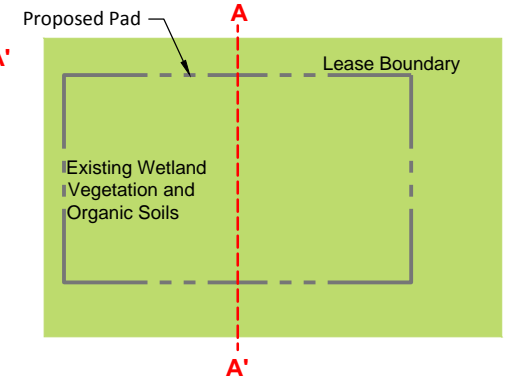 Proposed Pad
A
A'
Lease Boundary
Existing Wetland
Vegetation and
Organic Soils
A'